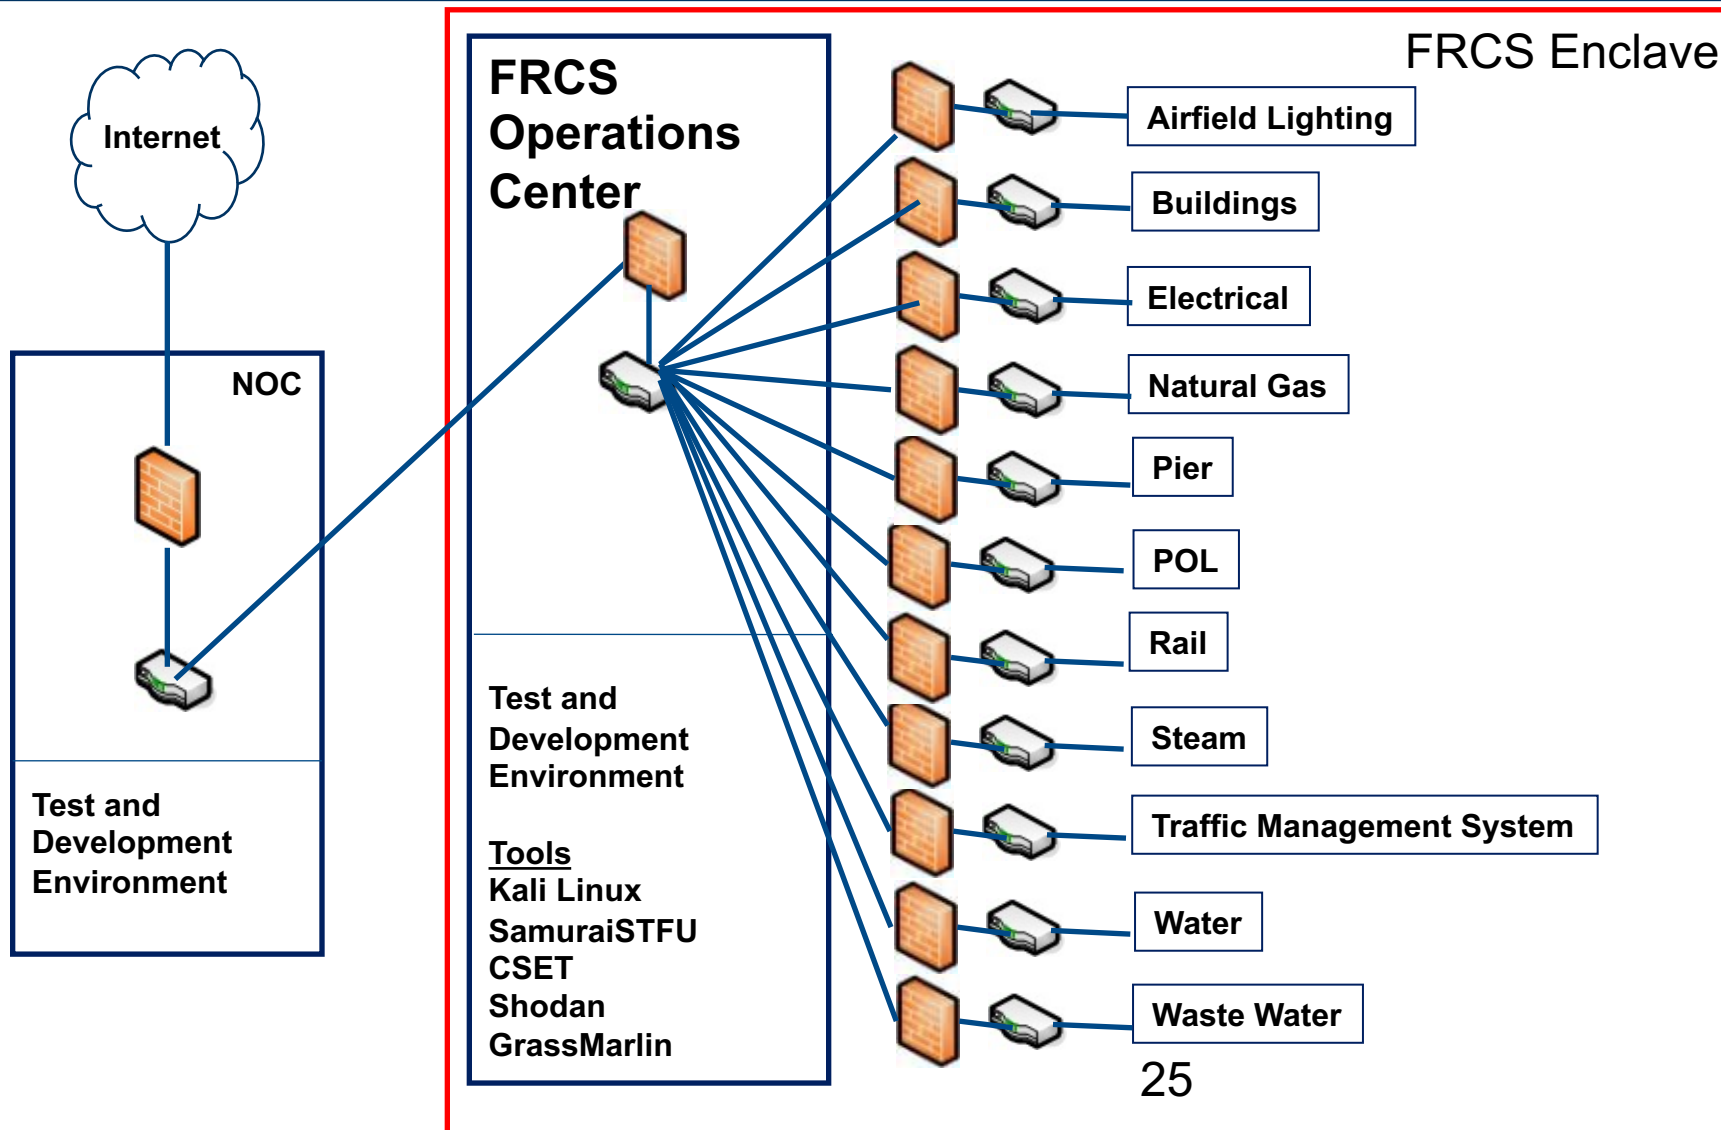 FRCS Enclave
Internet
NOC
Test and
Development
Environment
FRCS
Operations
Center
Test and
Development
Environment
Tools
Kali Linux
SamuraiSTFU
CSET
Shodan
GrassMarlin
Airfield Lighting
Buildings
Electrical
Natural Gas
Pier
POL
Rail
Steam
Traffic Management System
Water
Waste Water
25